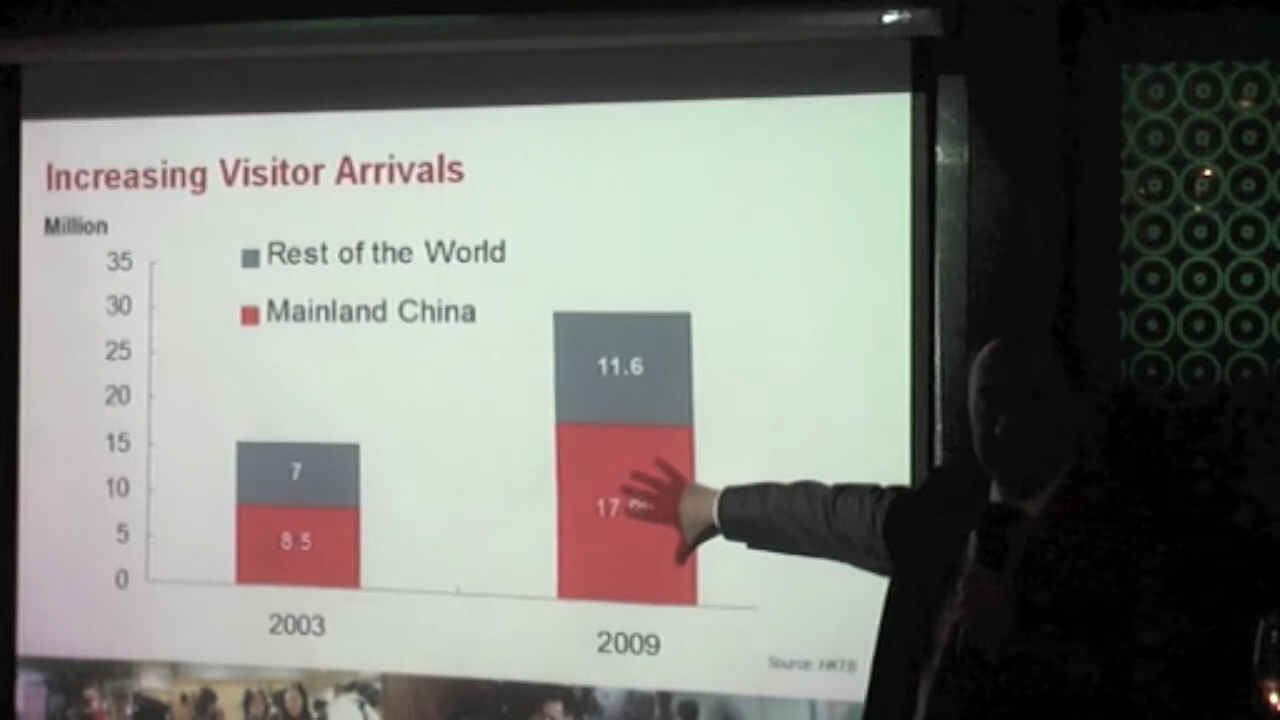 Increasing Visitor Arrivals
Million
Rest of the World
Mainland China
35
30
25
20
15
10
5
0
11.6
7
8.5
2003
2009
Source: HKTB